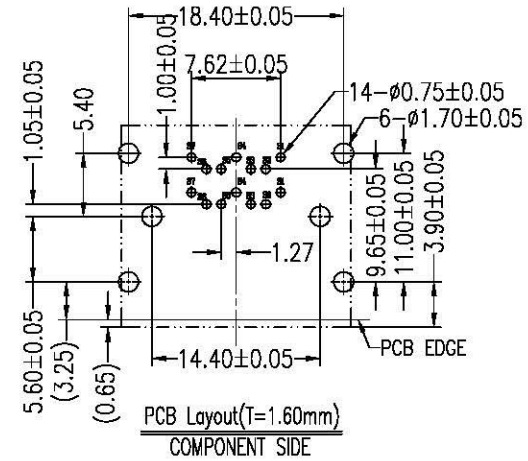 18.40±0.05
7.62±0.05
1.00±0.05
14-ø0.75±0.05
6-ø1.70±0.05
5.40
1.05±0.05
1.27
9.65±0.05
11.00±0.05
3.90±0.05
5.60±0.05
(3.25)
(0.65)
PCB EDGE
14.40±0.05
PCB Layout(T=1.60mm)
COMPONENT SIDE